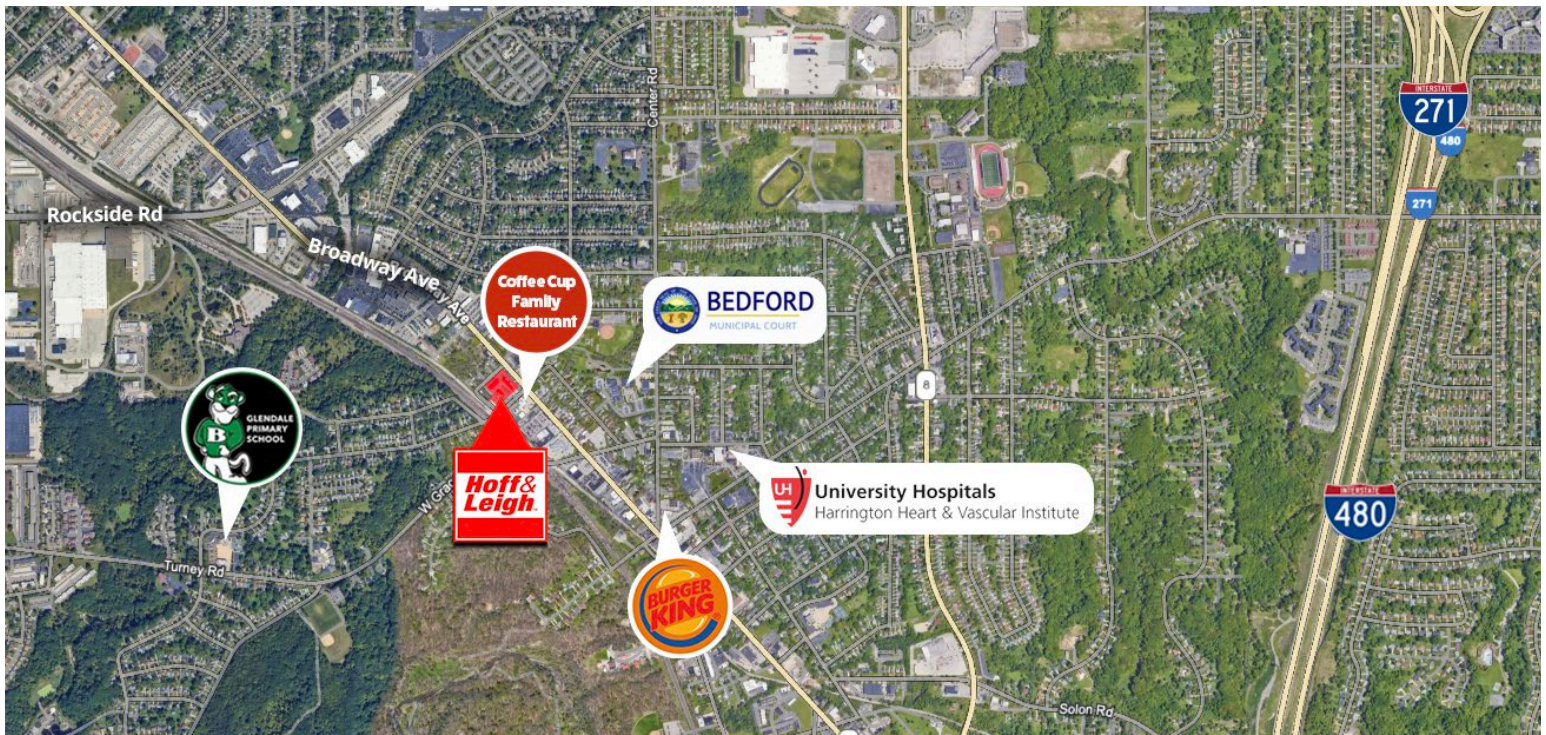 Center Rd
INTERSTATE
271
480
271
Rockside Rd
Broadway Ave
Coffee Cup
Family
Restaurant
BEDFORD
MUNICIPAL COURT
8
B
GLENDALE
PRIMARY
SCHOOL
Hoff&
Leigh
UH
University Hospitals
Harrington Heart & Vascular Institute
INTERSTATE
480
Turney Rd
BURGER
KING
Solon Rd